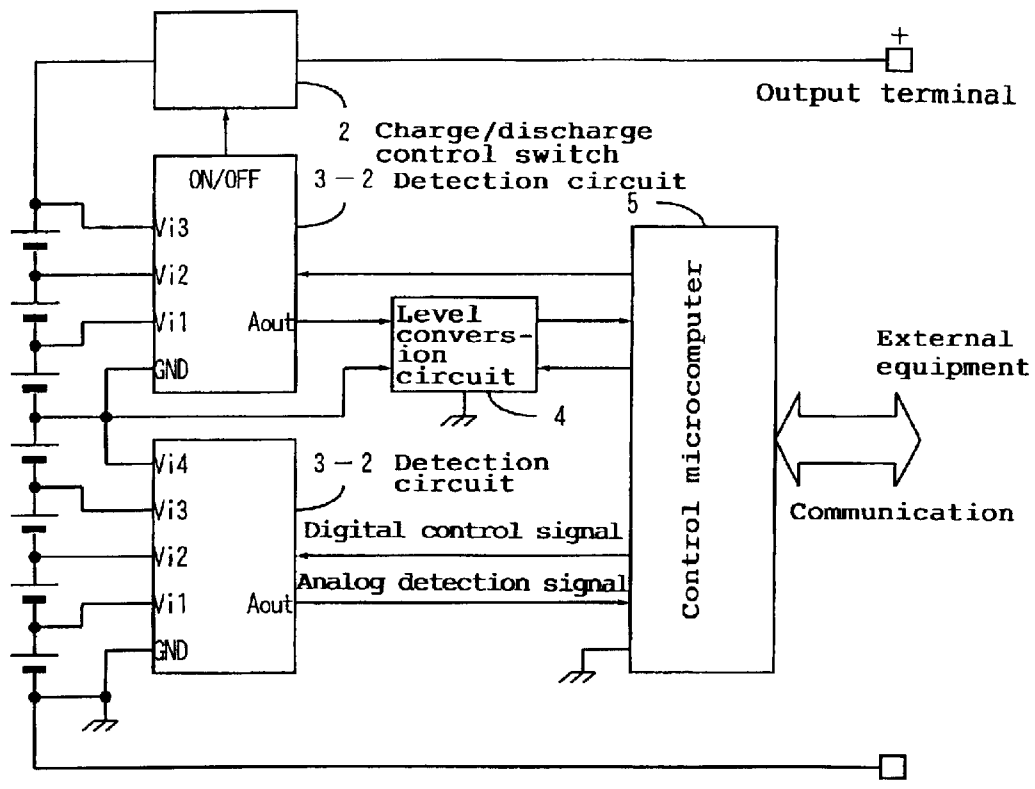 +
Output terminal
2 Charge/discharge
control switch
ON/OFF
3-2 Detection circuit
5
Vi3
Vi2
Vi1
Aout
GND
Level
convers-
ion
circuit
4
Control microcomputer
External
equipment
Communication
Vi4
3-2 Detection
circuit
Vi3
Digital control signal
Vi2
Analog detection signal
Vi1
Aout
GND